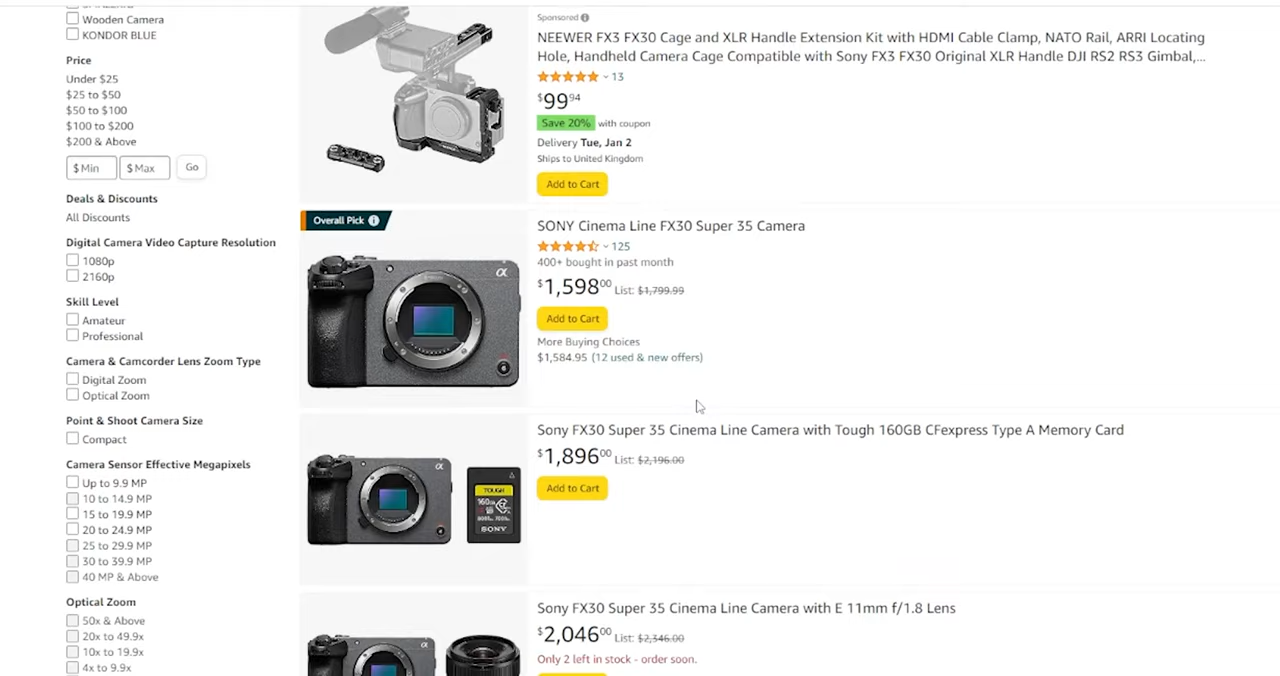 Wooden Camera
KONDOR BLUE
Price
Under $25
$25 to $50
$50 to $100
$100 to $200
$200 & Above
$ Min
$ Max
Go
Deals & Discounts
All Discounts
Digital Camera Video Capture Resolution
1080p
2160p
Skill Level
Amateur
Professional
Camera & Camcorder Lens Zoom Type
Digital Zoom
Optical Zoom
Point & Shoot Camera Size
Compact
Camera Sensor Effective Megapixels
Up to 9.9 MP
10 to 14.9 MP
15 to 19.9 MP
20 to 24.9 MP
25 to 29.9 MP
30 to 39.9 MP
40 MP & Above
Optical Zoom
50x & Above
20x to 49.9x
10x to 19.9x
4x to 9.9x
Sponsored
NEEWER FX3 FX30 Cage and XLR Handle Extension Kit with HDMI Cable Clamp, NATO Rail, ARRI Locating
Hole, Handheld Camera Cage Compatible with Sony FX3 FX30 Original XLR Handle DJI RS2 RS3 Gimbal,...
13
$99 94
Save 20% with coupon
Delivery Tue, Jan 2
Ships to United Kingdom
Add to Cart
Overall Pick
α
SONY Cinema Line FX30 Super 35 Camera
125
400+ bought in past month
$1,598 00 List: $1,799.99
Add to Cart
More Buying Choices
$1,584.95 (12 used & new offers)
α
TOUGH
160GB
SONY
Sony FX30 Super 35 Cinema Line Camera with Tough 160GB CFexpress Type A Memory Card
$1,896 00 List: $2,196.00
Add to Cart
α
Sony FX30 Super 35 Cinema Line Camera with E 11mm f/1.8 Lens
$2,046 00 List: $2,346.00
Only 2 left in stock - order soon.